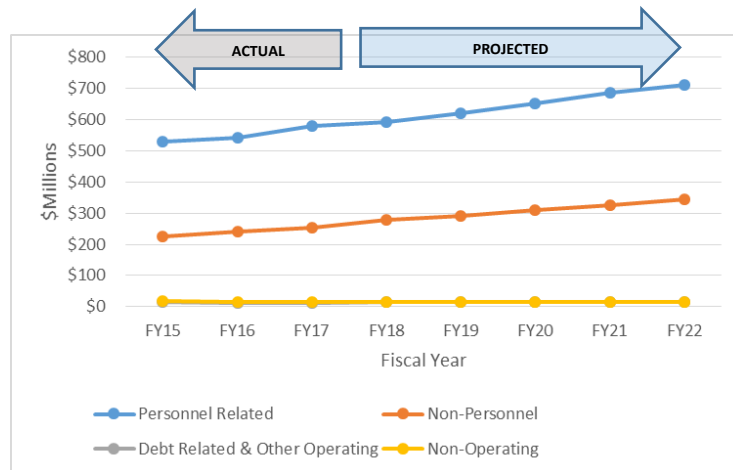 ACTUAL
PROJECTED
$800
$700
$600
$500
$400
$300
$200
$100
$0
$Millions
FY15 FY16 FY17 FY18 FY19 FY20 FY21 FY22
Fiscal Year
Personnel Related Non-Personnel
Debt Related & Other Operating Non-Operating